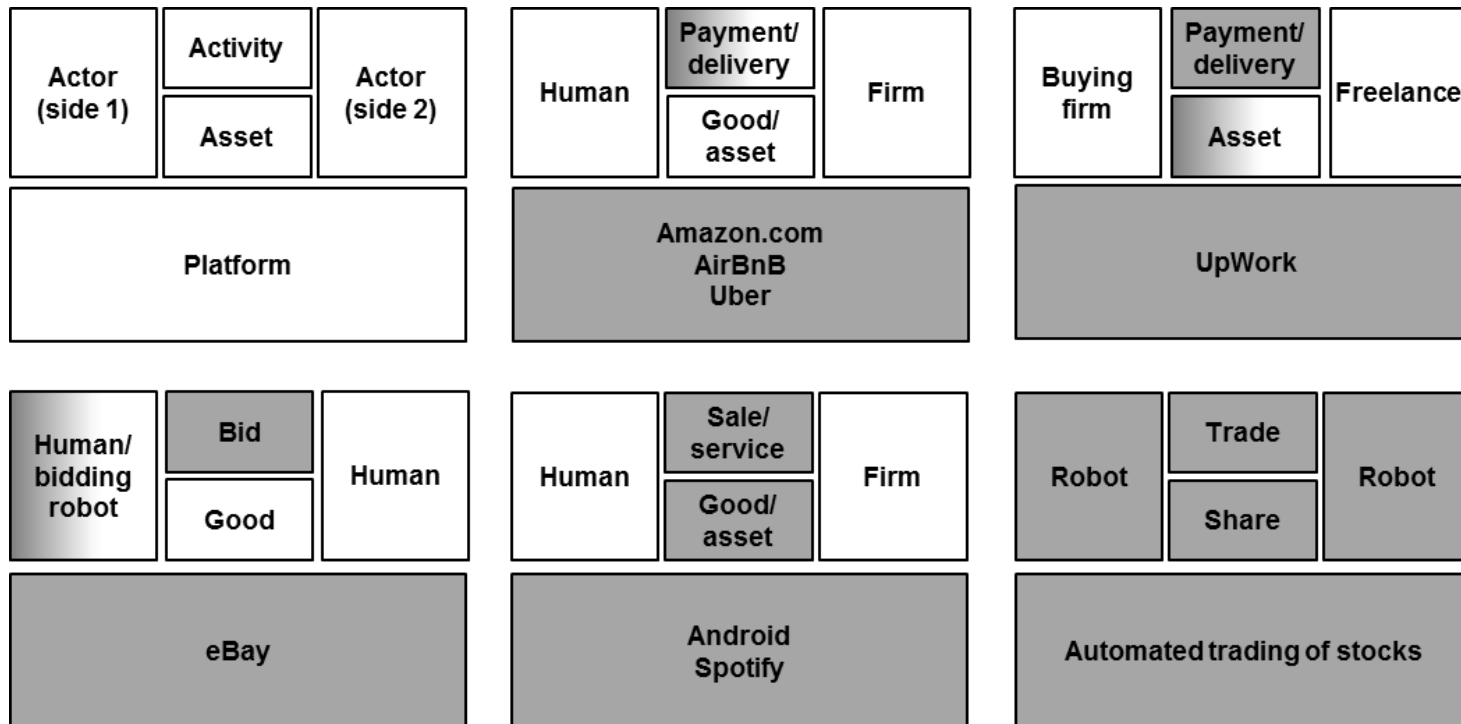 Actor
(side 1)
Activity
Asset
Actor
(side 2)
Platform
Human
Payment/
delivery
Good/
asset
Firm
Amazon.com
AirBnB
Uber
Buying
firm
Payment/
delivery
Asset
Freelance
UpWork
Human/
bidding
robot
Bid
Good
Human
eBay
Human
Sale/
service
Good/
asset
Firm
Android
Spotify
Robot
Trade
Share
Robot
Automated trading of stocks